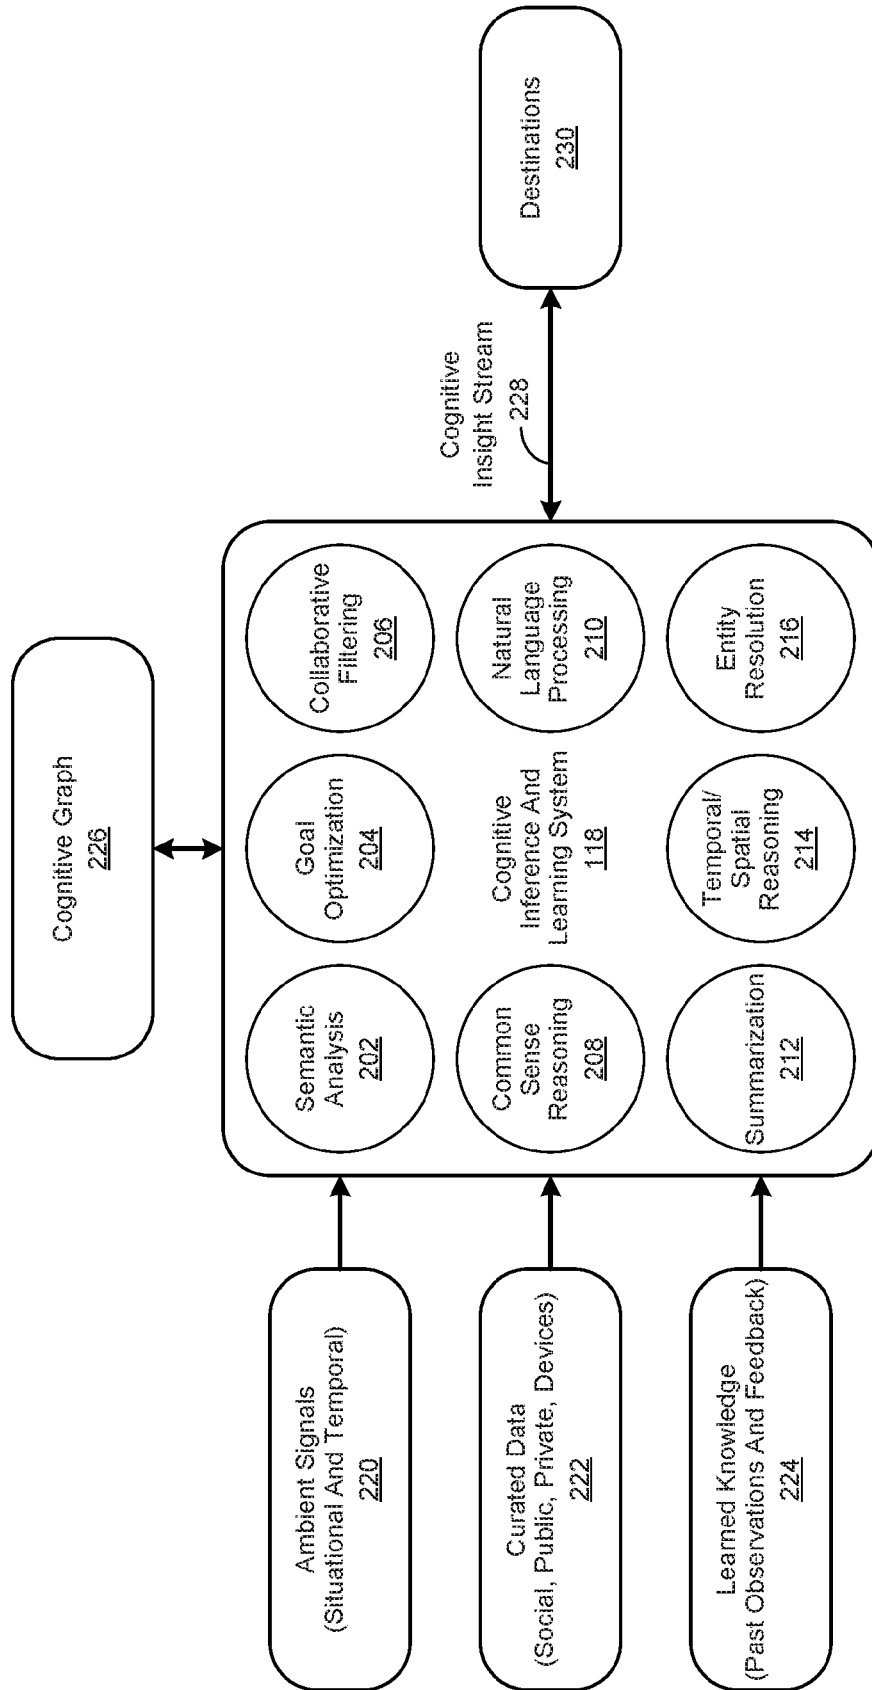 Cognitive Graph
226
Ambient Signals
(Situational And Temporal)
220
Curated Data
(Social, Public, Private, Devices)
222
Learned Knowledge
(Past Observations And Feedback)
224
Semantic
Analysis
202
Goal
Optimization
204
Collaborative
Filtering
206
Common
Sense
Reasoning
208
Cognitive
Inference And
Learning System
118
Natural
Language
Processing
210
Summarization
212
Temporal/
Spatial
Reasoning
214
Entity
Resolution
216
Cognitive
Insight Stream
228
Destinations
230